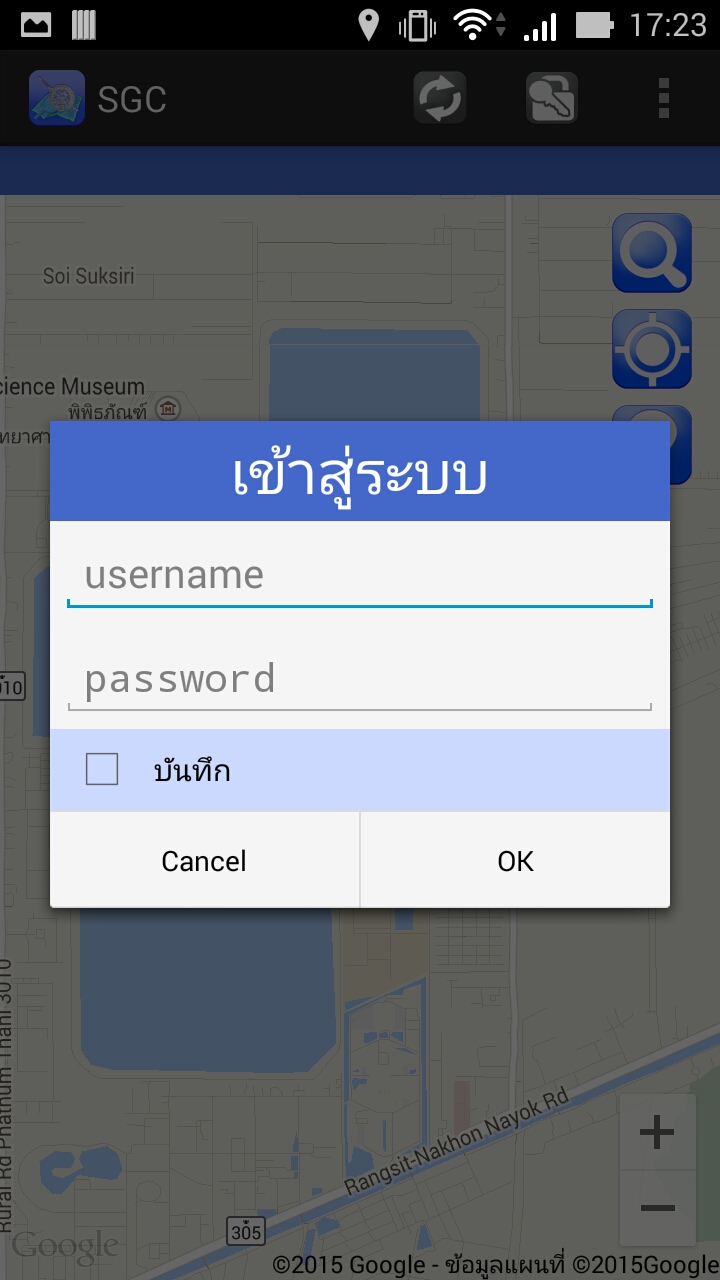 17:23
SGC
Soi Suksiri
cience Museum
พิพิธภัณฑ์
ทยาศา
เข้าสู่ระบบ
username
password
บันทึก
Cancel
OK
Rural Rd Phathum Thani 3010
Rangsit-Nakhon Nayok Rd
305
Google
©2015 Google - ข้อมูลแผนที่ ©2015Google